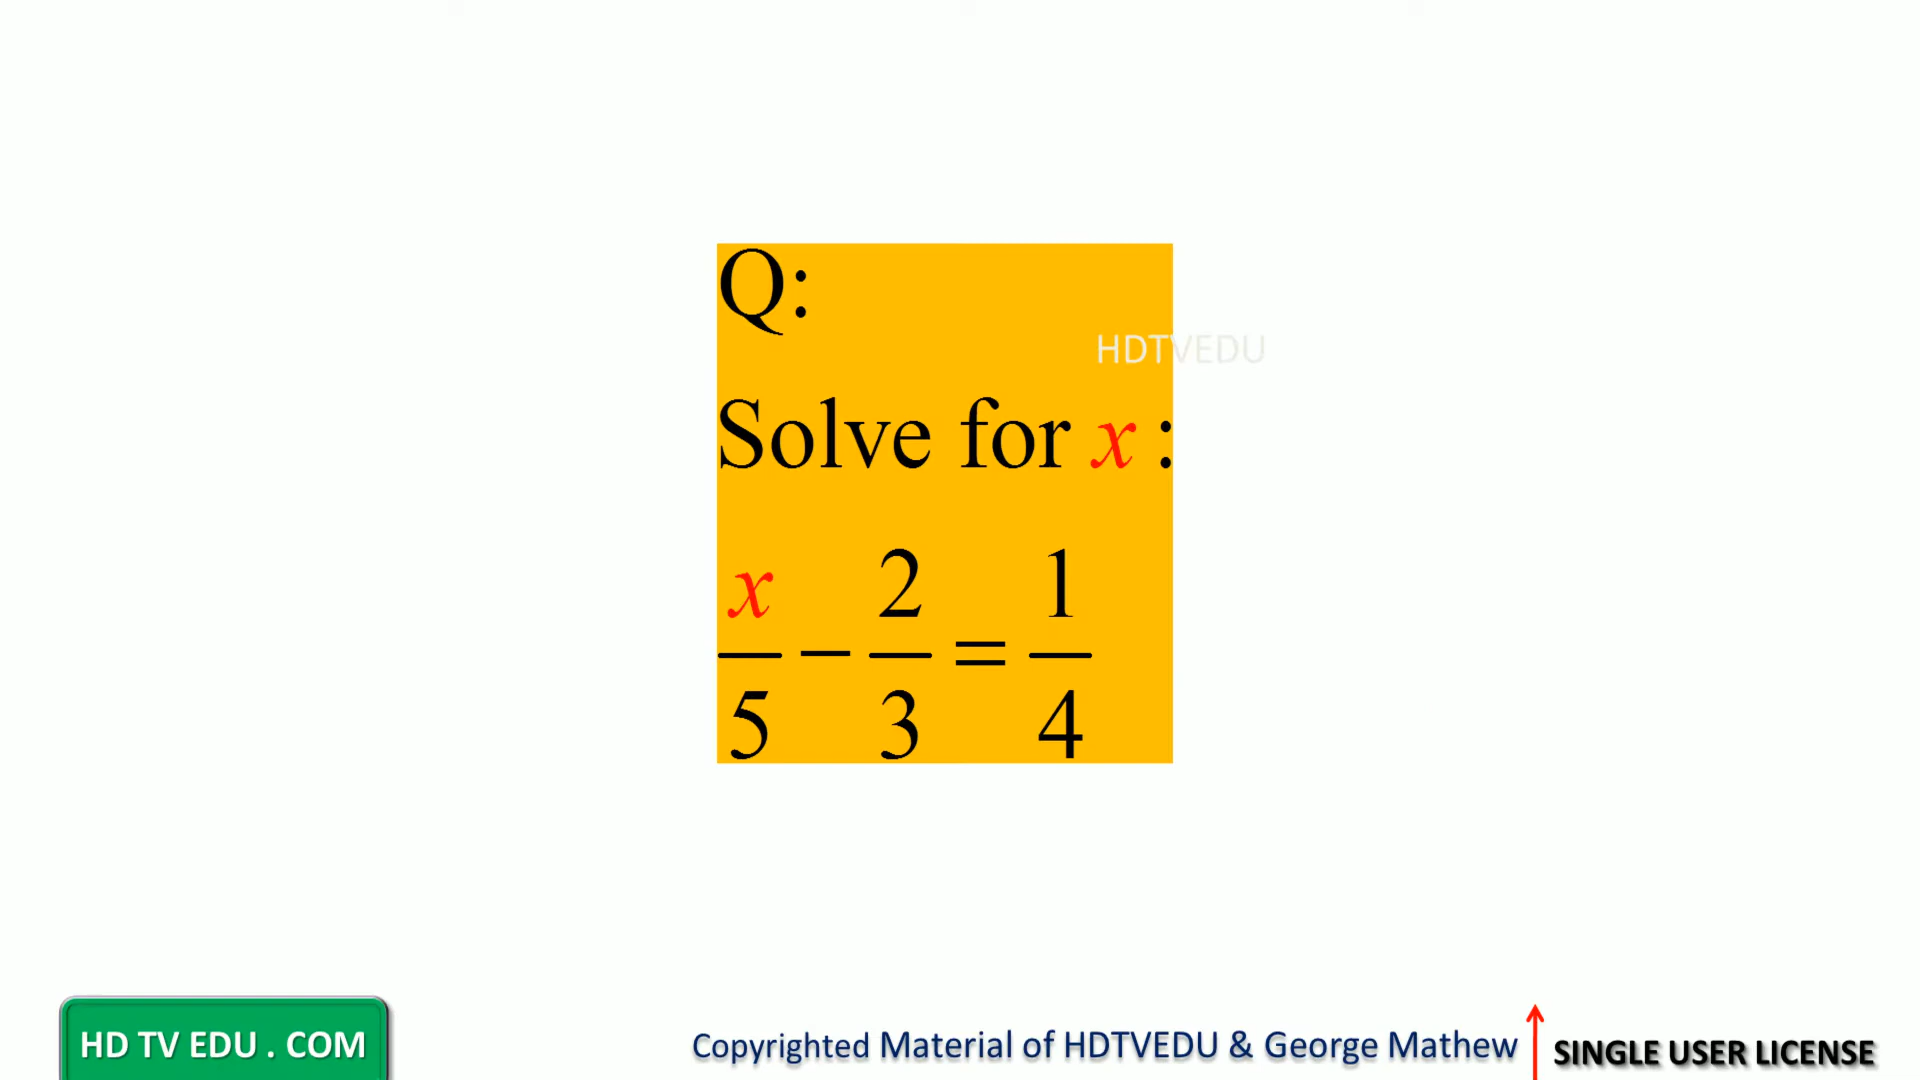 Q:
HDTVEDU
Solve for x :
x/5 − 2/3 = 1/4
HD TV EDU . COM
Copyrighted Material of HDTVEDU & George Mathew
SINGLE USER LICENSE